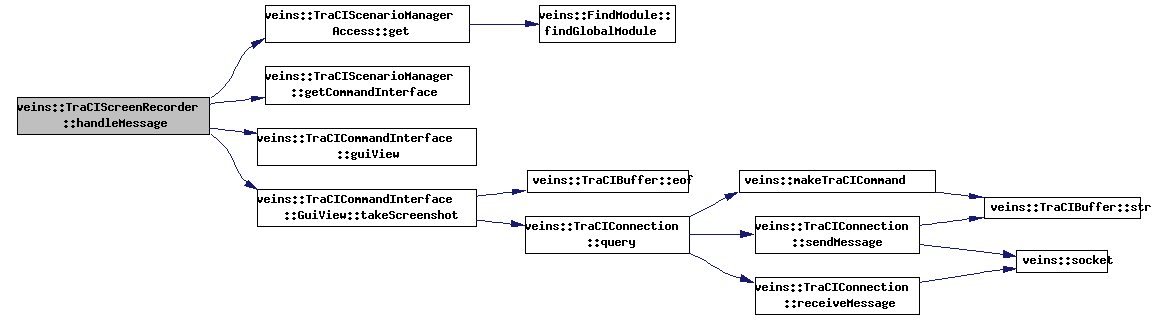 veins::TraCIScenarioManager
Access::get
veins::FindModule::
findGlobalModule
veins::TraCIScenarioManager
::getCommandInterface
veins::TraCIScreenRecorder
::handleMessage
veins::TraCICommandInterface
::guiView
veins::TraCICommandInterface
::GuiView::takeScreenshot
veins::TraCIBuffer::eof
veins::TraCIConnection
::query
veins::makeTraCICommand
veins::TraCIConnection
::sendMessage
veins::TraCIConnection
::receiveMessage
veins::TraCIBuffer::str
veins::socket